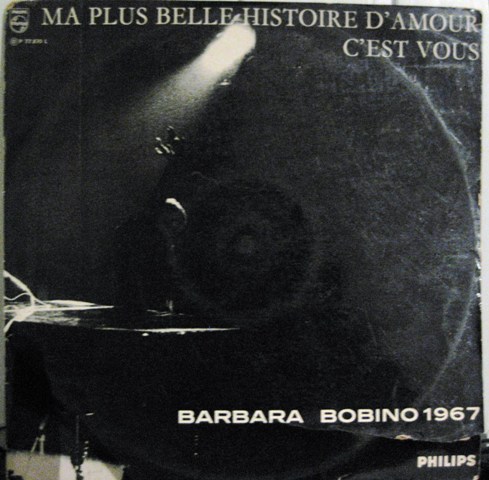 MA PLUS BELLE HISTOIRE D'AMOUR
C'EST VOUS
BARBARA BOBINO 1967
PHILIPS